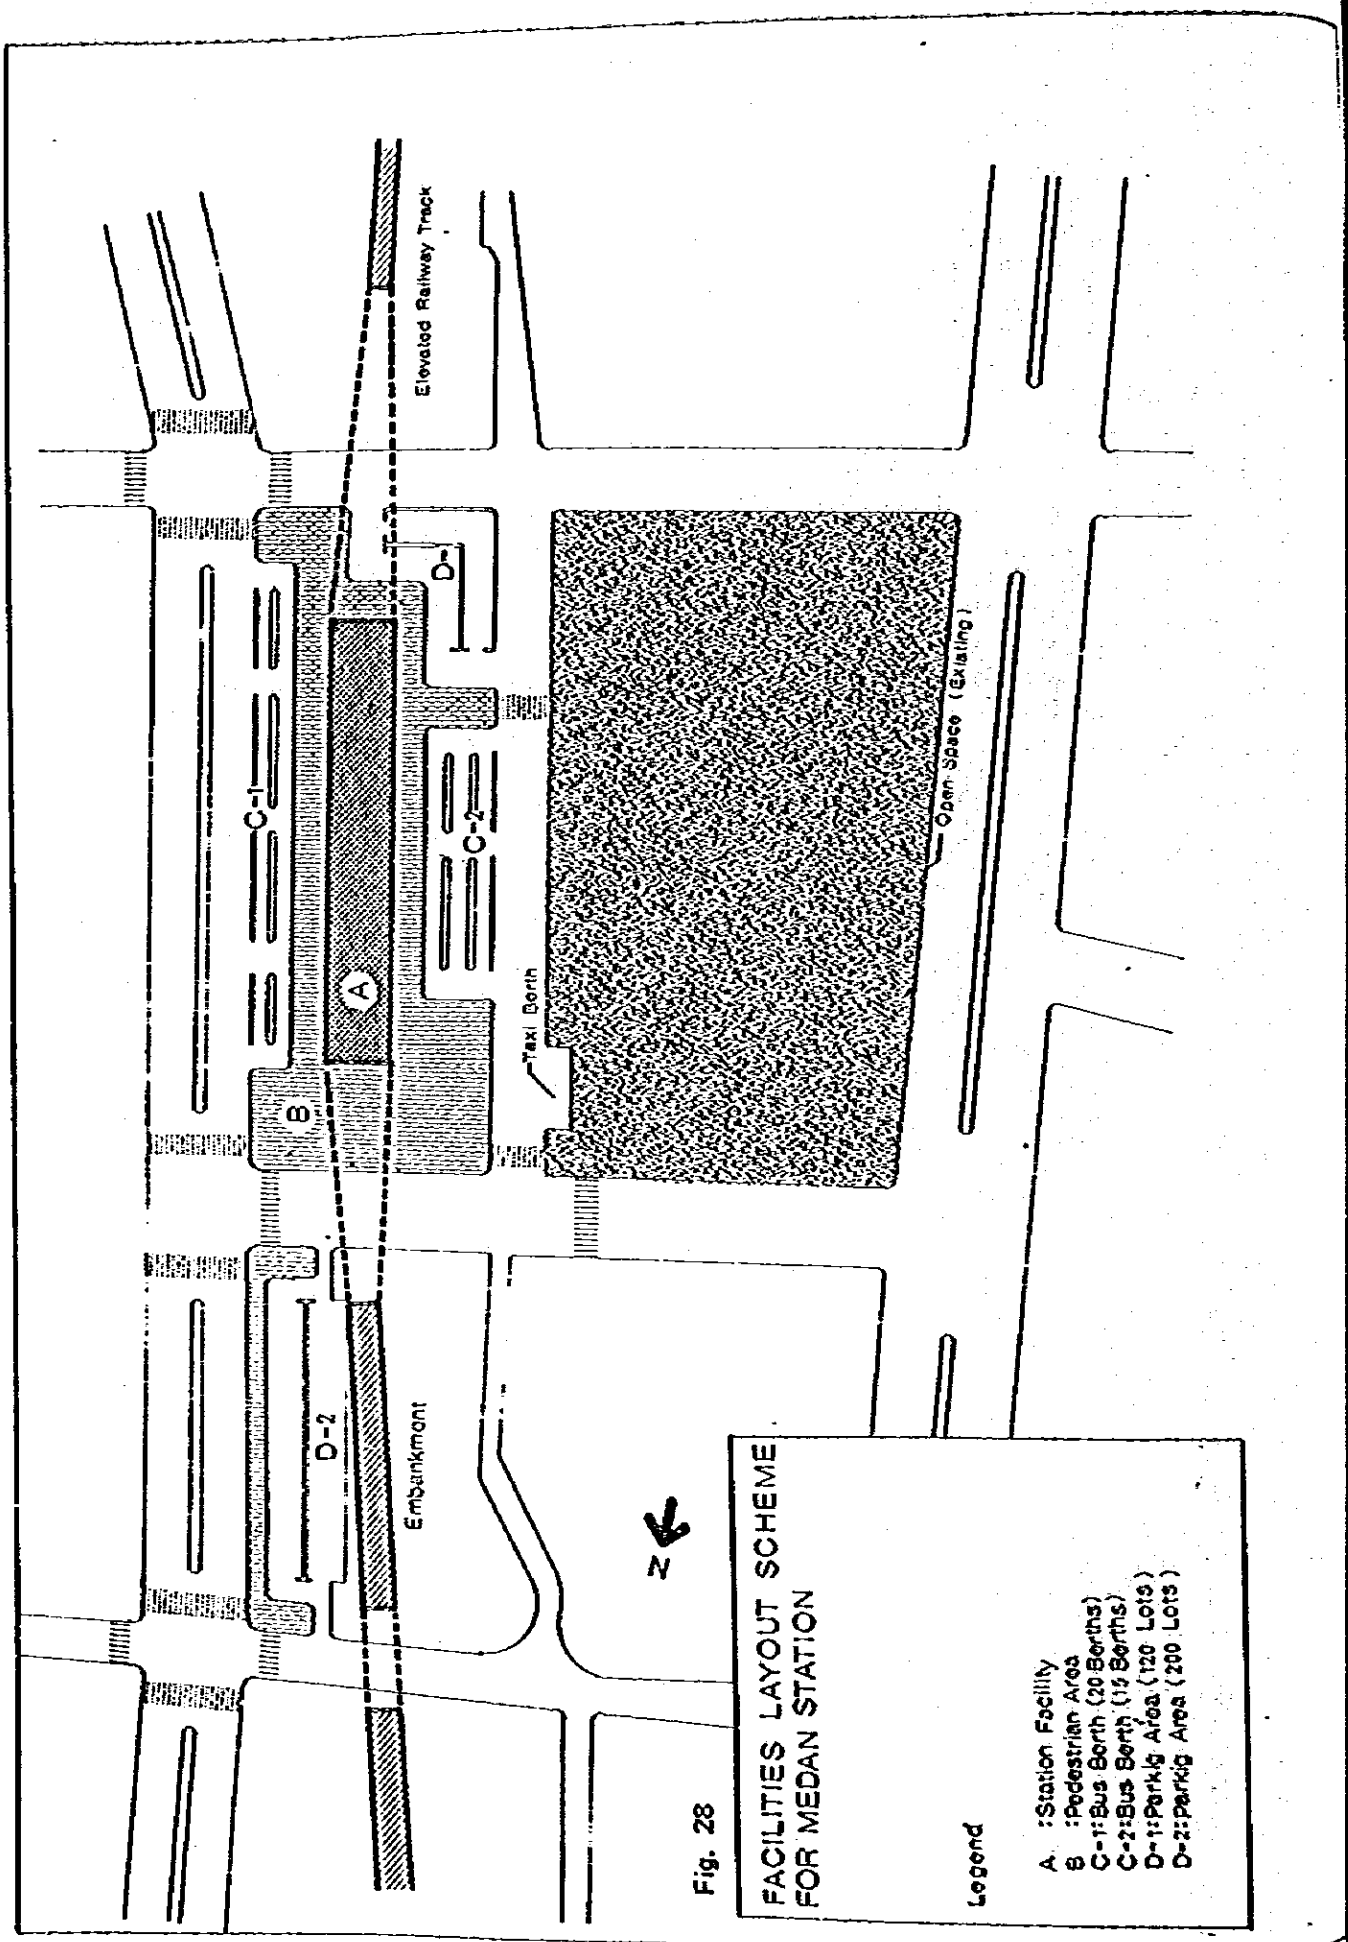 Fig. 28
FACILITIES LAYOUT SCHEME
FOR MEDAN STATION
Legend
A :Station Facility
B :Pedestrian Area
C-1:Bus Berth (20 Berths)
C-2:Bus Berth (15 Berths)
D-1:Parkig Area (120 Lots)
D-2:Parkig Area (200 Lots)
N
Embankment
D-2
B
A
C-1
C-2
D-
Taxi Berth
Open Space (Existing)
Elevated Railway Track